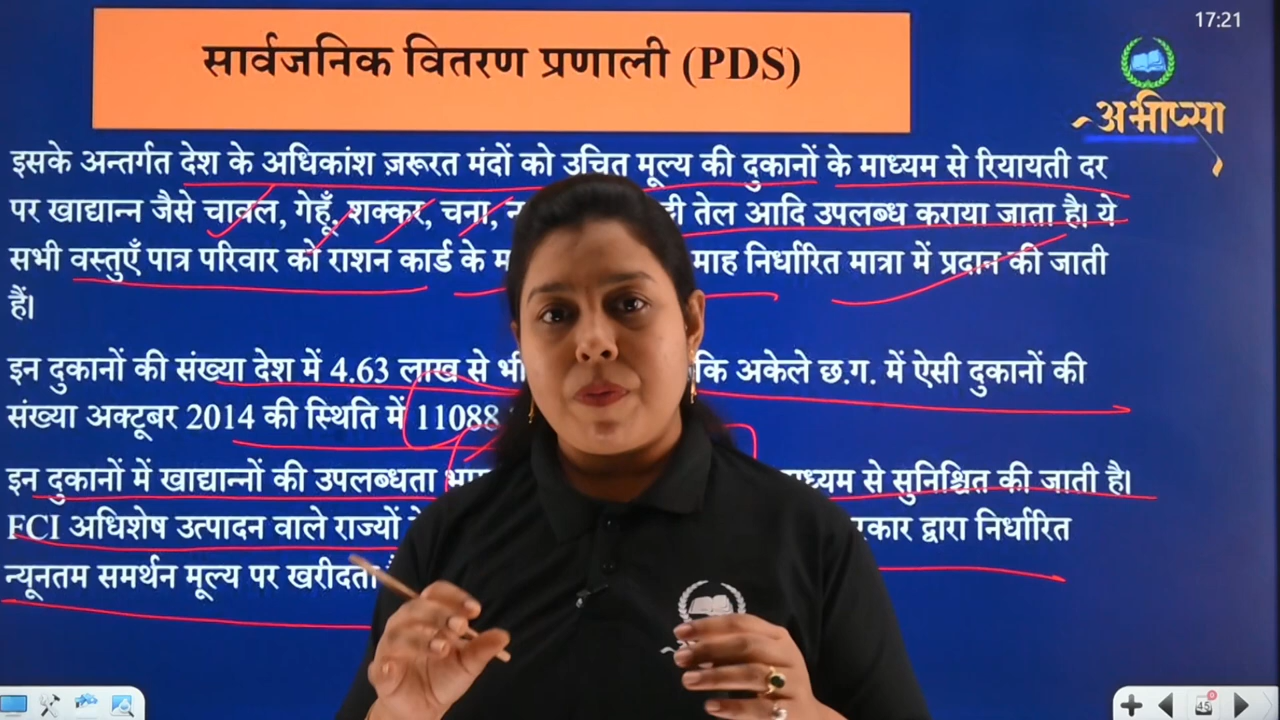 17:21
सार्वजनिक वितरण प्रणाली (PDS)
अभीप्सा
इसके अन्तर्गत देश के अधिकांश ज़रूरत मंदों को उचित मूल्य की दुकानों के माध्यम से रियायती दर
पर खाद्यान्न जैसे चावल, गेहूँ, शक्कर, चना, तेल आदि उपलब्ध कराया जाता है। ये
सभी वस्तुएँ पात्र परिवार को राशन कार्ड के माह निर्धारित मात्रा में प्रदान की जाती
हैं।
इन दुकानों की संख्या देश में 4.63 लाख से अकेले छ.ग. में ऐसी दुकानों की
संख्या अक्टूबर 2014 की स्थिति में 11088
इन दुकानों में खाद्यान्नों की उपलब्धता से सुनिश्चित की जाती है।
FCI अधिशेष उत्पादन वाले राज्यों द्वारा निर्धारित
न्यूनतम समर्थन मूल्य पर खरीदता
45